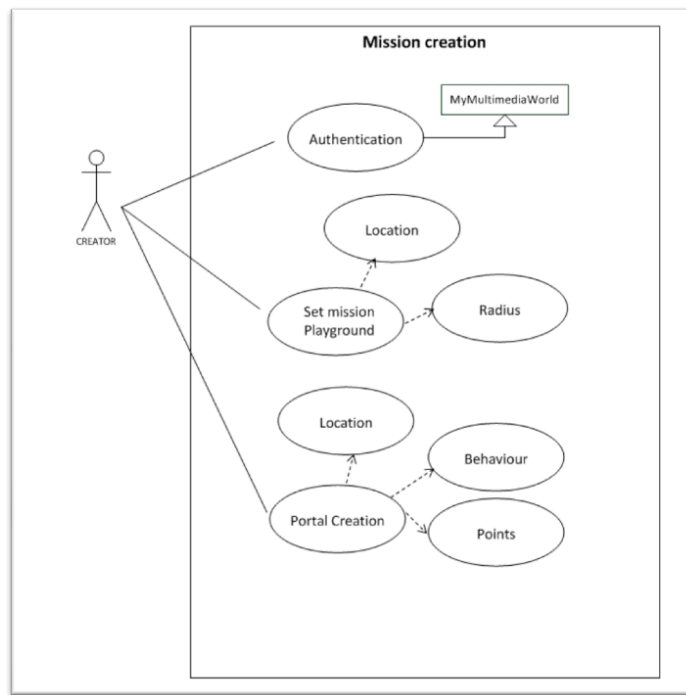 Mission creation
MyMultimediaWorld
Authentication
CREATOR
Location
Set mission
Playground
Radius
Location
Behaviour
Portal Creation
Points